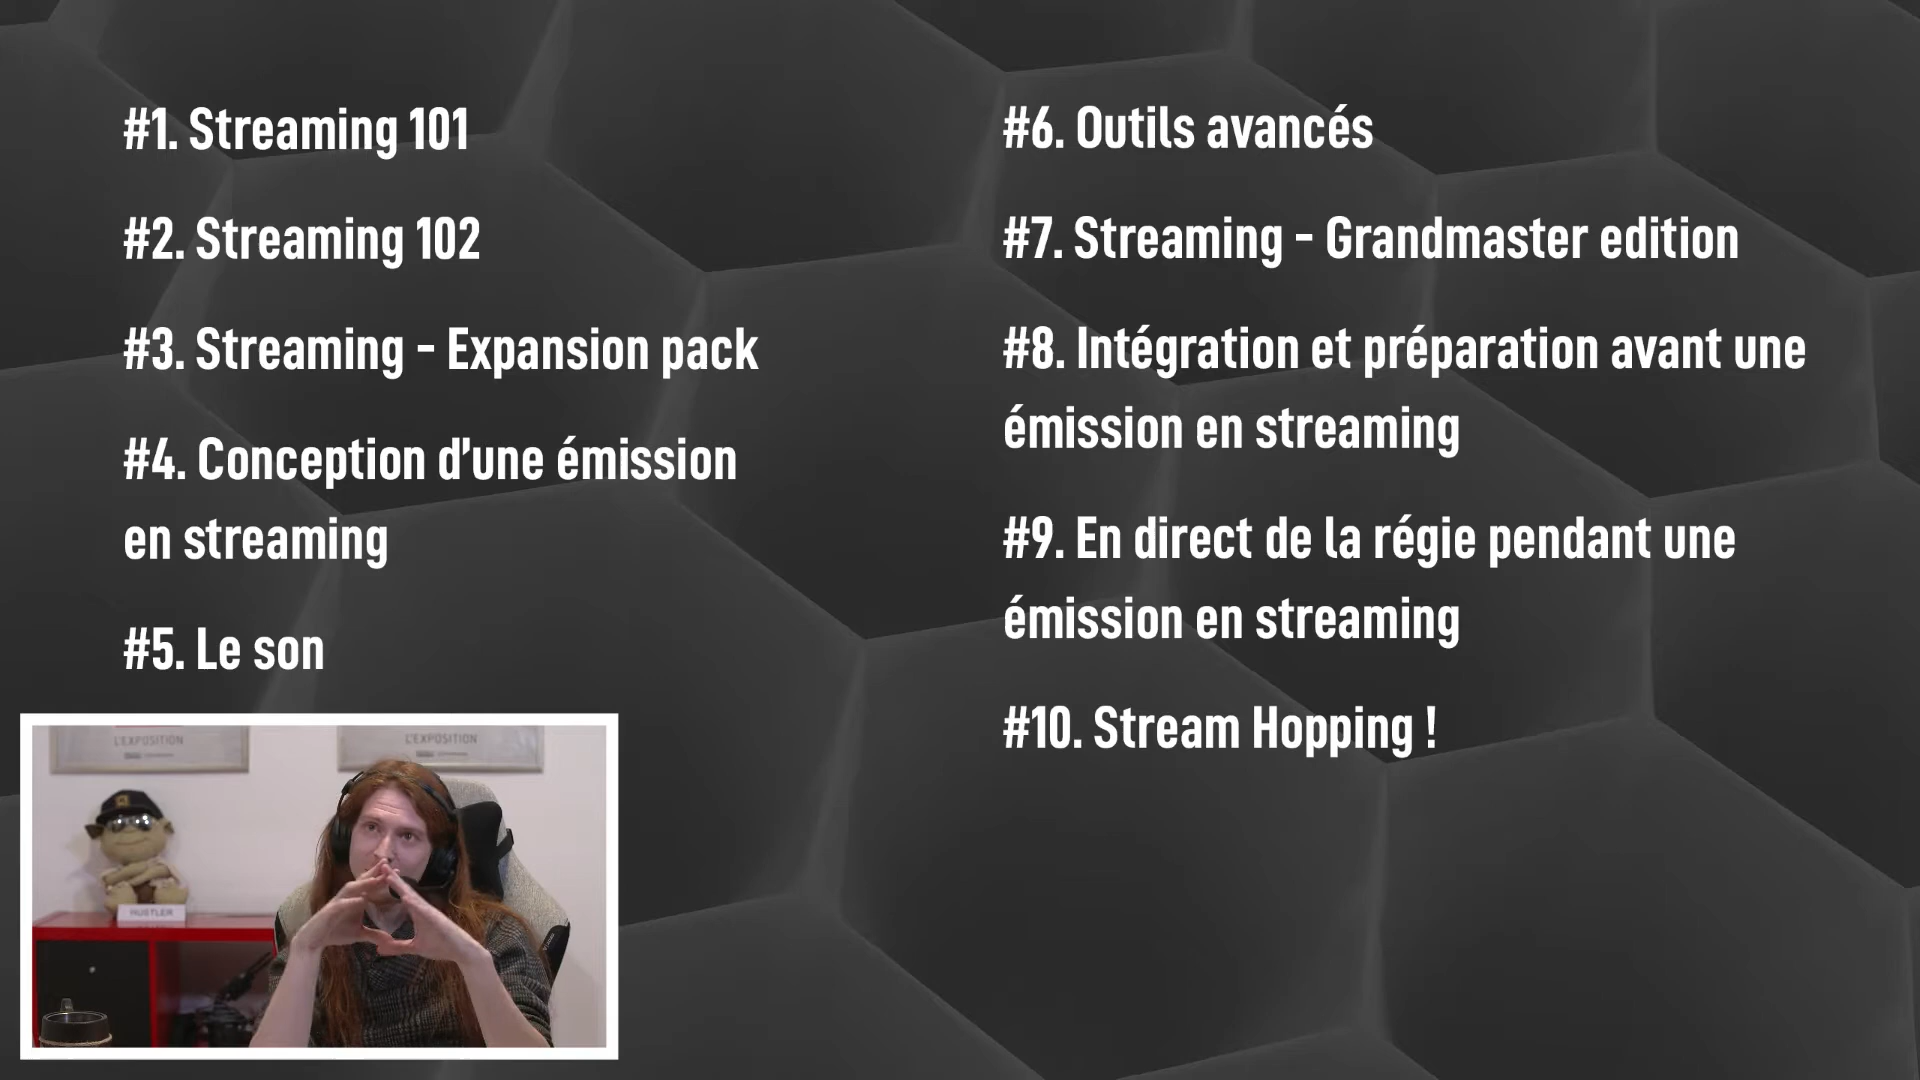 #1. Streaming 101
#2. Streaming 102
#3. Streaming - Expansion pack
#4. Conception d'une émission
en streaming
#5. Le son
#6. Outils avancés
#7. Streaming - Grandmaster edition
#8. Intégration et préparation avant une
émission en streaming
#9. En direct de la régie pendant une
émission en streaming
#10. Stream Hopping !
L'EXPOSITION
L'EXPOSITION
HUSTLER